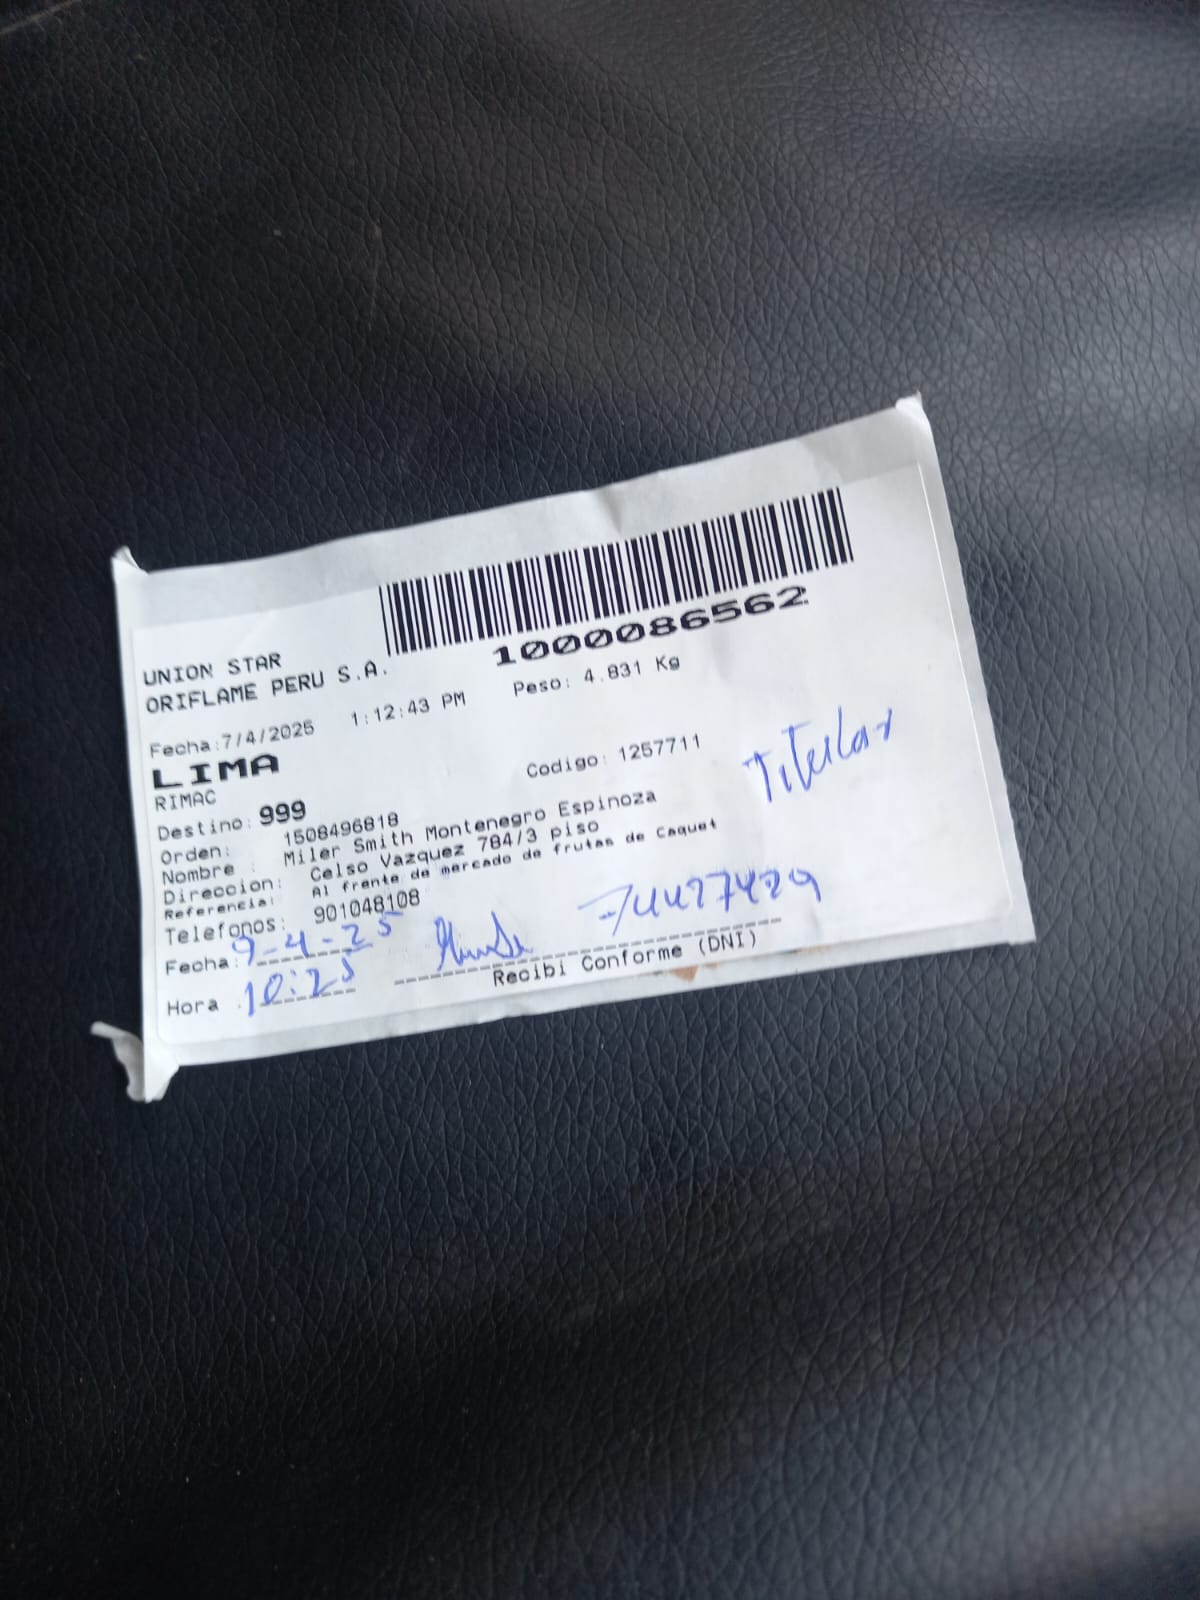 1000086562
UNION STAR
ORIFLAME PERU S.A.
Fecha:7/4/2025 1:12:43 PM Peso: 4.831 Kg
LIMA
RIMAC Codigo: 1257711
Titular
Destino: 999
Orden: 1508496818
Nombre : Miler Smith Montenegro Espinoza
Direccion: Celso Vazquez 784/3 piso
Referencia: Al frente de mercado de frutas de Caquet
Telefonos: 901048108
Fecha: 9-4-25 74427429
Hora : 10:25 Recibi Conforme (DNI)